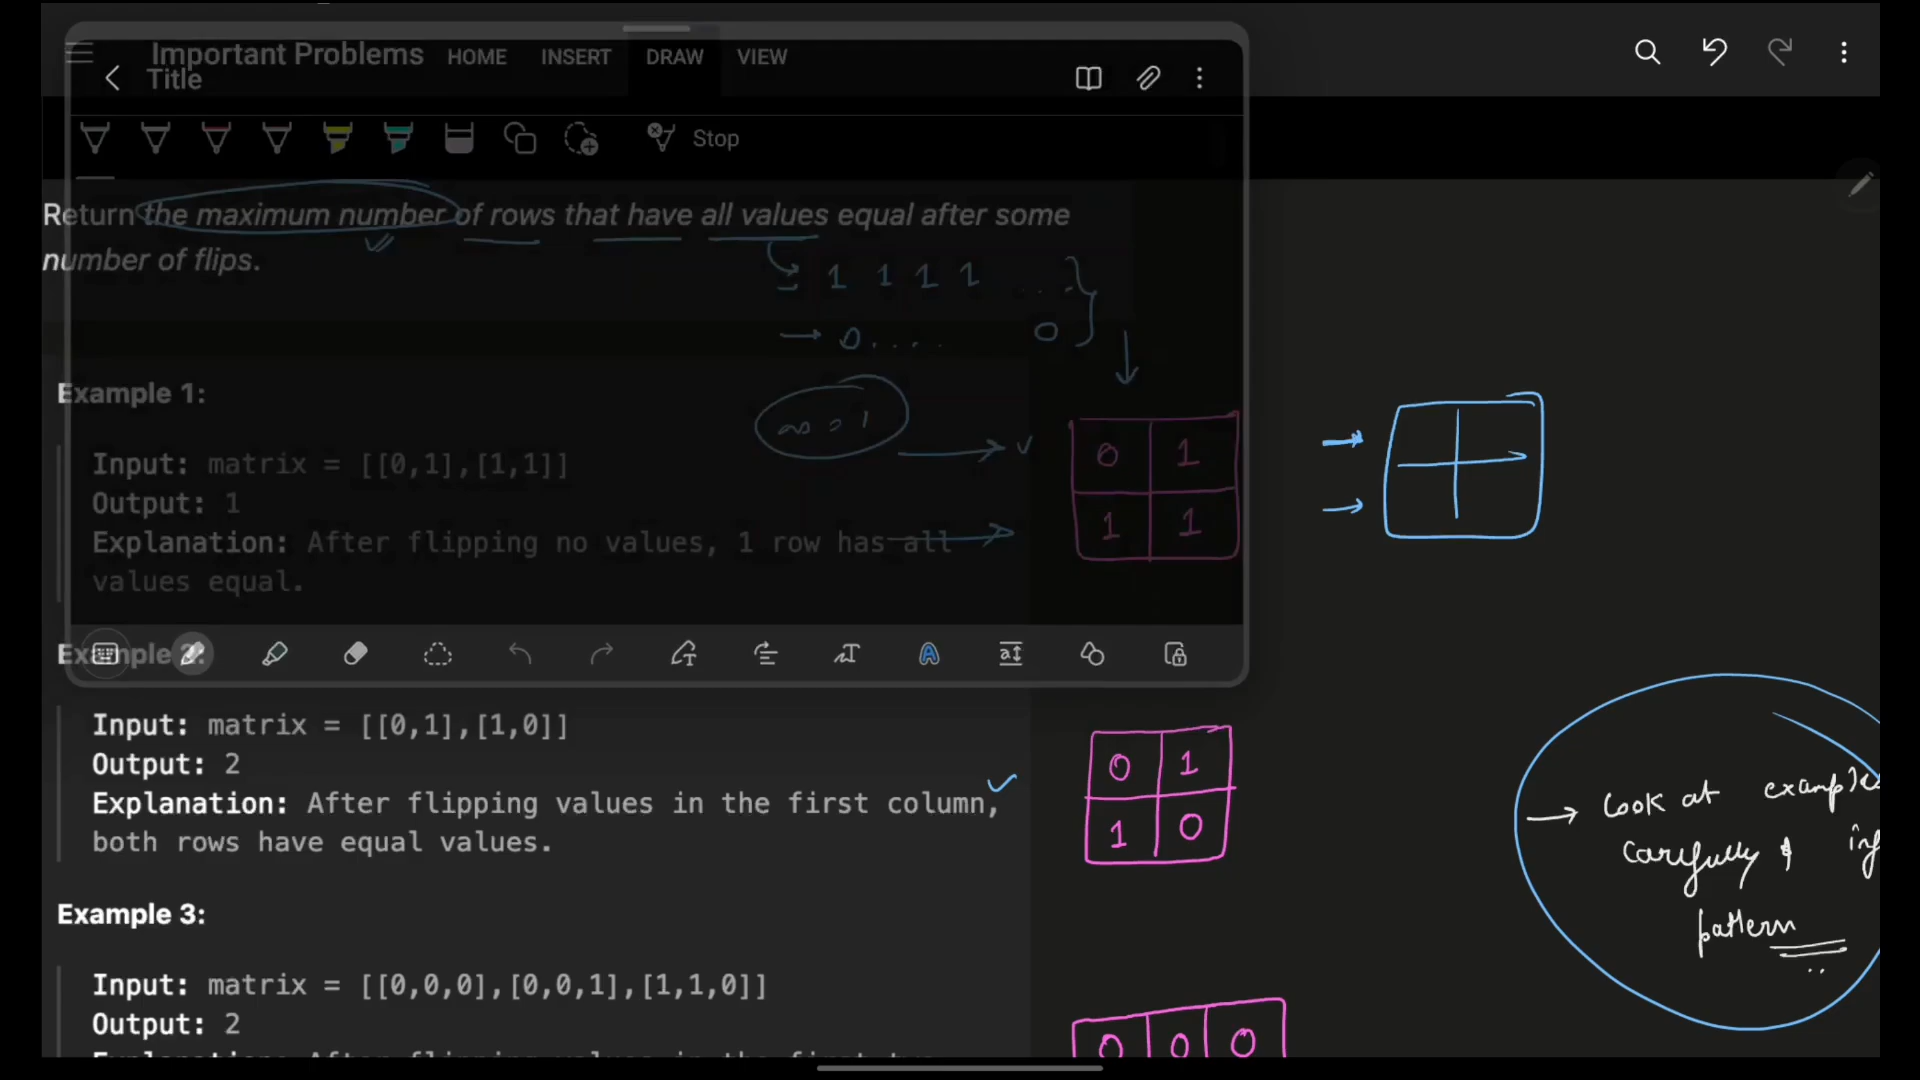 Important Problems HOME INSERT DRAW VIEW
Title
Stop
Return the maximum number of rows that have all values equal after some
number of flips.
1 1 1 1 ...
0.... 0
Example 1:
Input: matrix = [[0,1],[1,1]]
Output: 1
Explanation: After flipping no values, 1 row has all
values equal.
0 1
1 1
Example 2:
Input: matrix = [[0,1],[1,0]]
Output: 2
Explanation: After flipping values in the first column,
both rows have equal values.
0 1
1 0
→ Look at example
carefully &
pattern
Example 3:
Input: matrix = [[0,0,0],[0,0,1],[1,1,0]]
Output: 2
0 0 0